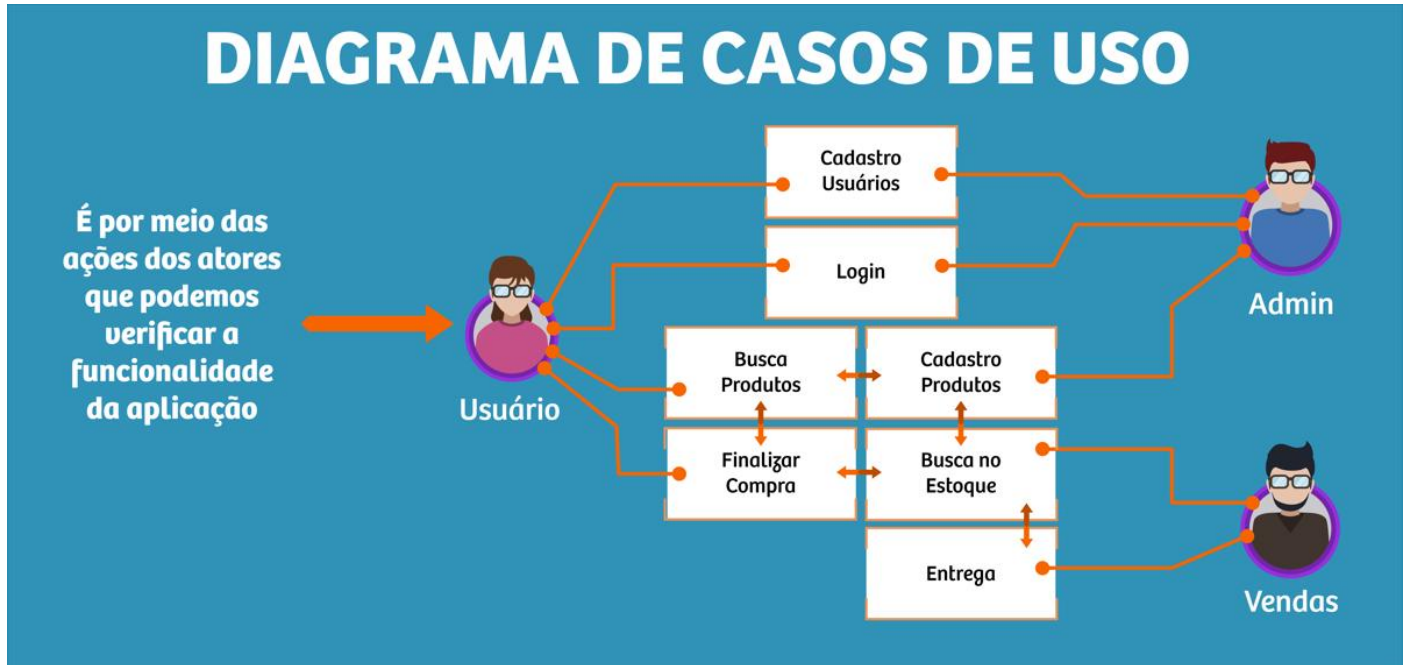 DIAGRAMA DE CASOS DE USO
É por meio das
ações dos atores
que podemos
verificar a
funcionalidade
da aplicação
Usuário
Cadastro
Usuários
Login
Busca
Produtos
Cadastro
Produtos
Finalizar
Compra
Busca no
Estoque
Entrega
Admin
Vendas